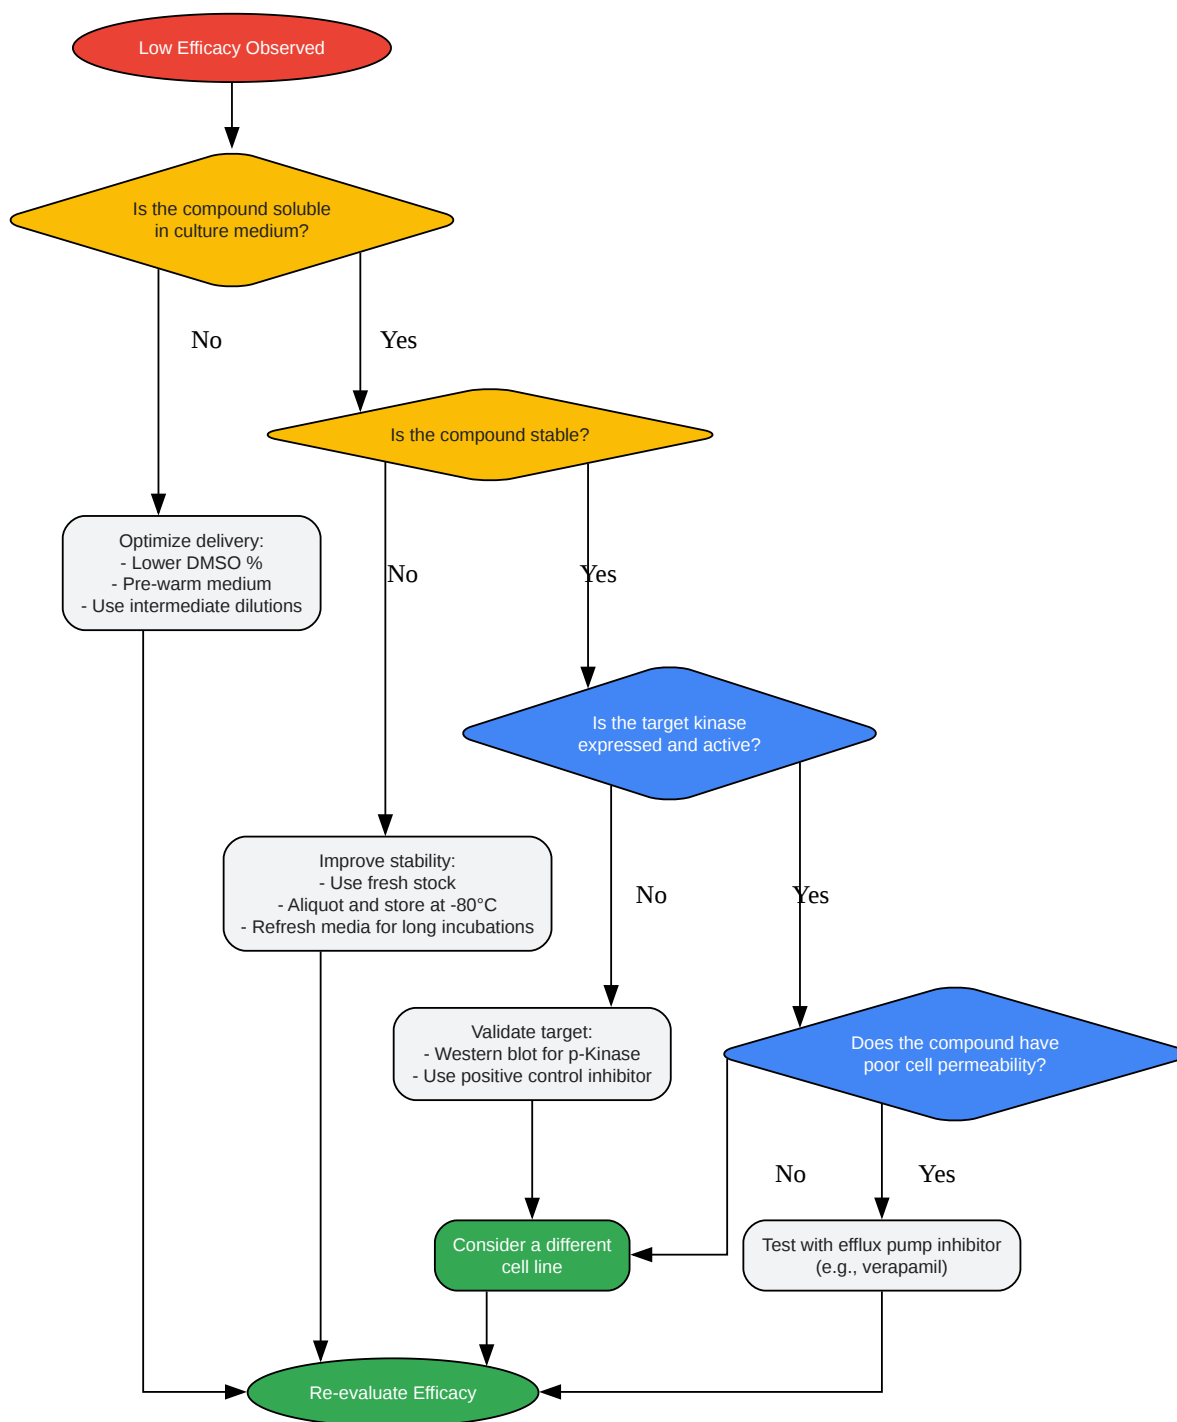 Low Efficacy Observed
Is the compound soluble
in culture medium?
No
Yes
Is the compound stable?
Optimize delivery:
- Lower DMSO %
- Pre-warm medium
- Use intermediate dilutions
No
Yes
Is the target kinase
expressed and active?
Improve stability:
- Use fresh stock
- Aliquot and store at -80°C
- Refresh media for long incubations
No
Yes
Validate target:
- Western blot for p-Kinase
- Use positive control inhibitor
Does the compound have
poor cell permeability?
No
Yes
Consider a different
cell line
Test with efflux pump inhibitor
(e.g., verapamil)
Re-evaluate Efficacy